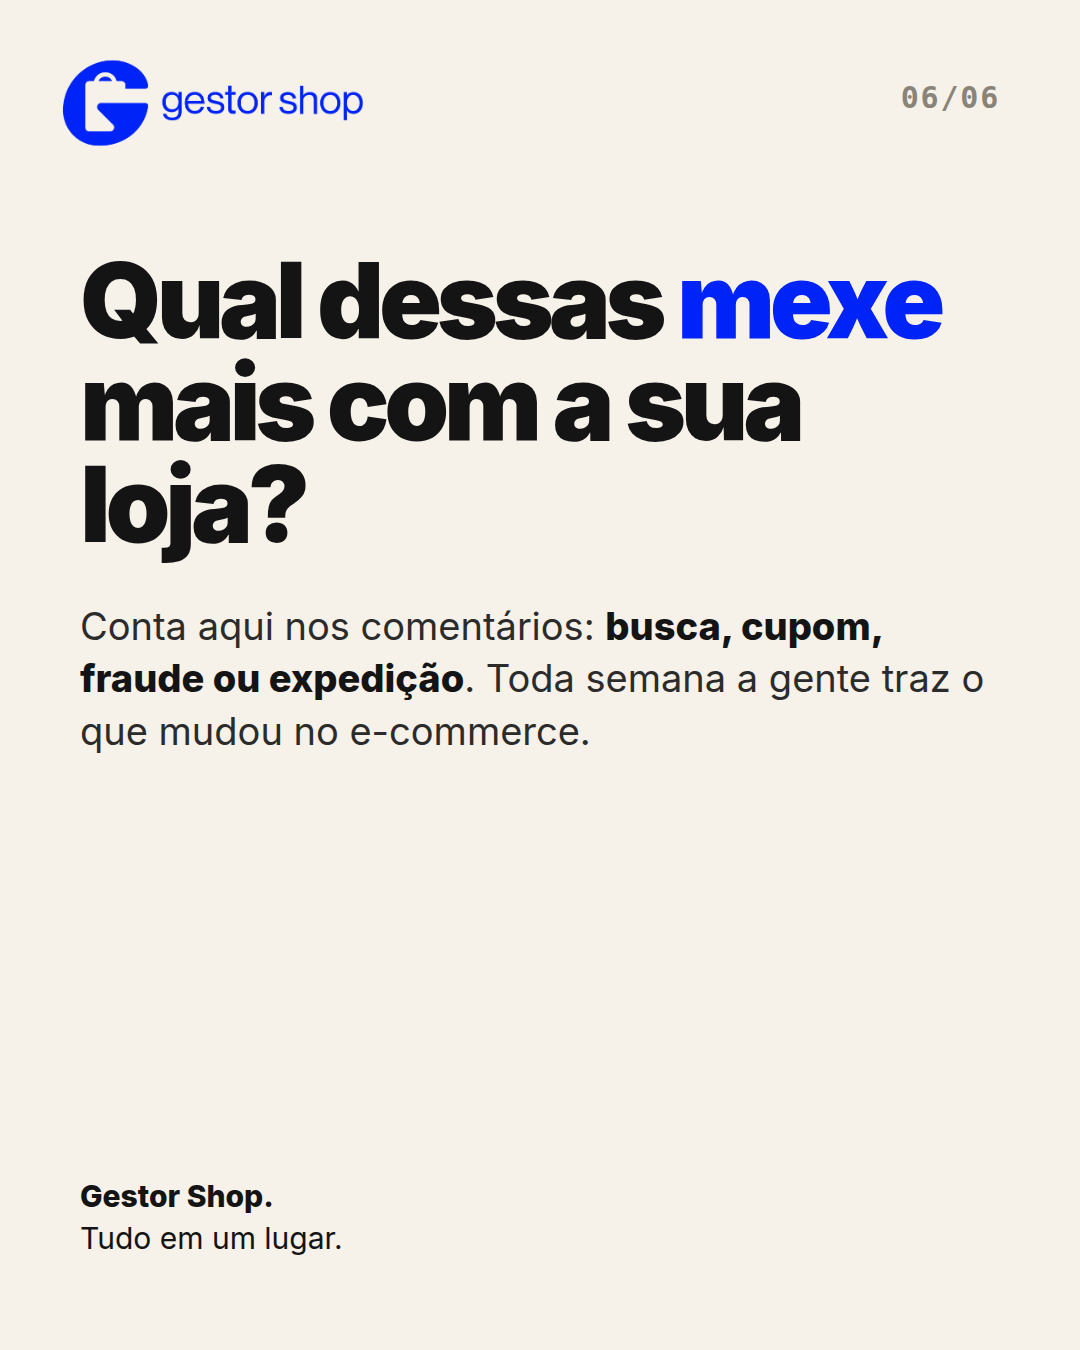 gestor shop
06/06
Qual dessas mexe
mais com a sua
loja?
Conta aqui nos comentários: busca, cupom,
fraude ou expedição. Toda semana a gente traz o
que mudou no e-commerce.
Gestor Shop.
Tudo em um lugar.